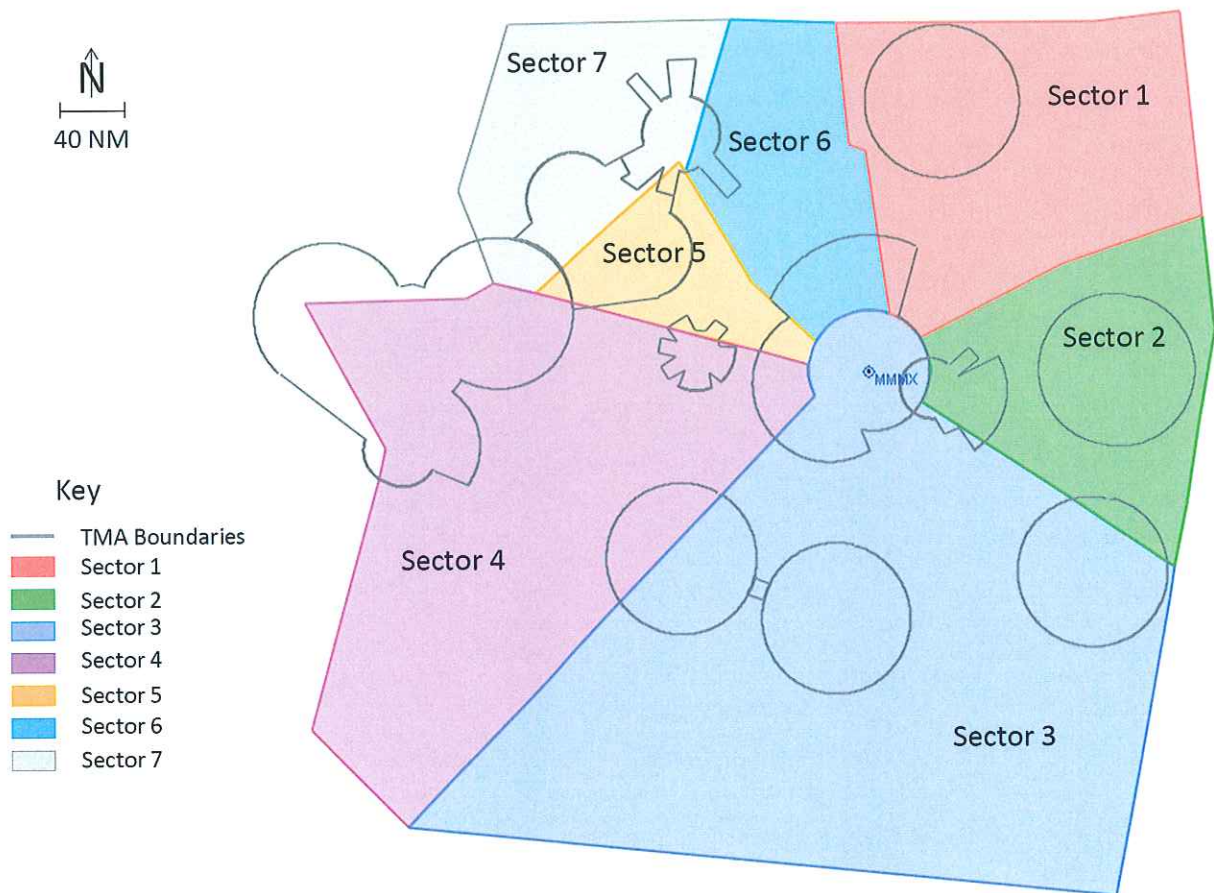 N
40 NM
Sector 7
Sector 6
Sector 1
Sector 5
Sector 2
MMMX
Sector 4
Sector 3
Key
TMA Boundaries
Sector 1
Sector 2
Sector 3
Sector 4
Sector 5
Sector 6
Sector 7